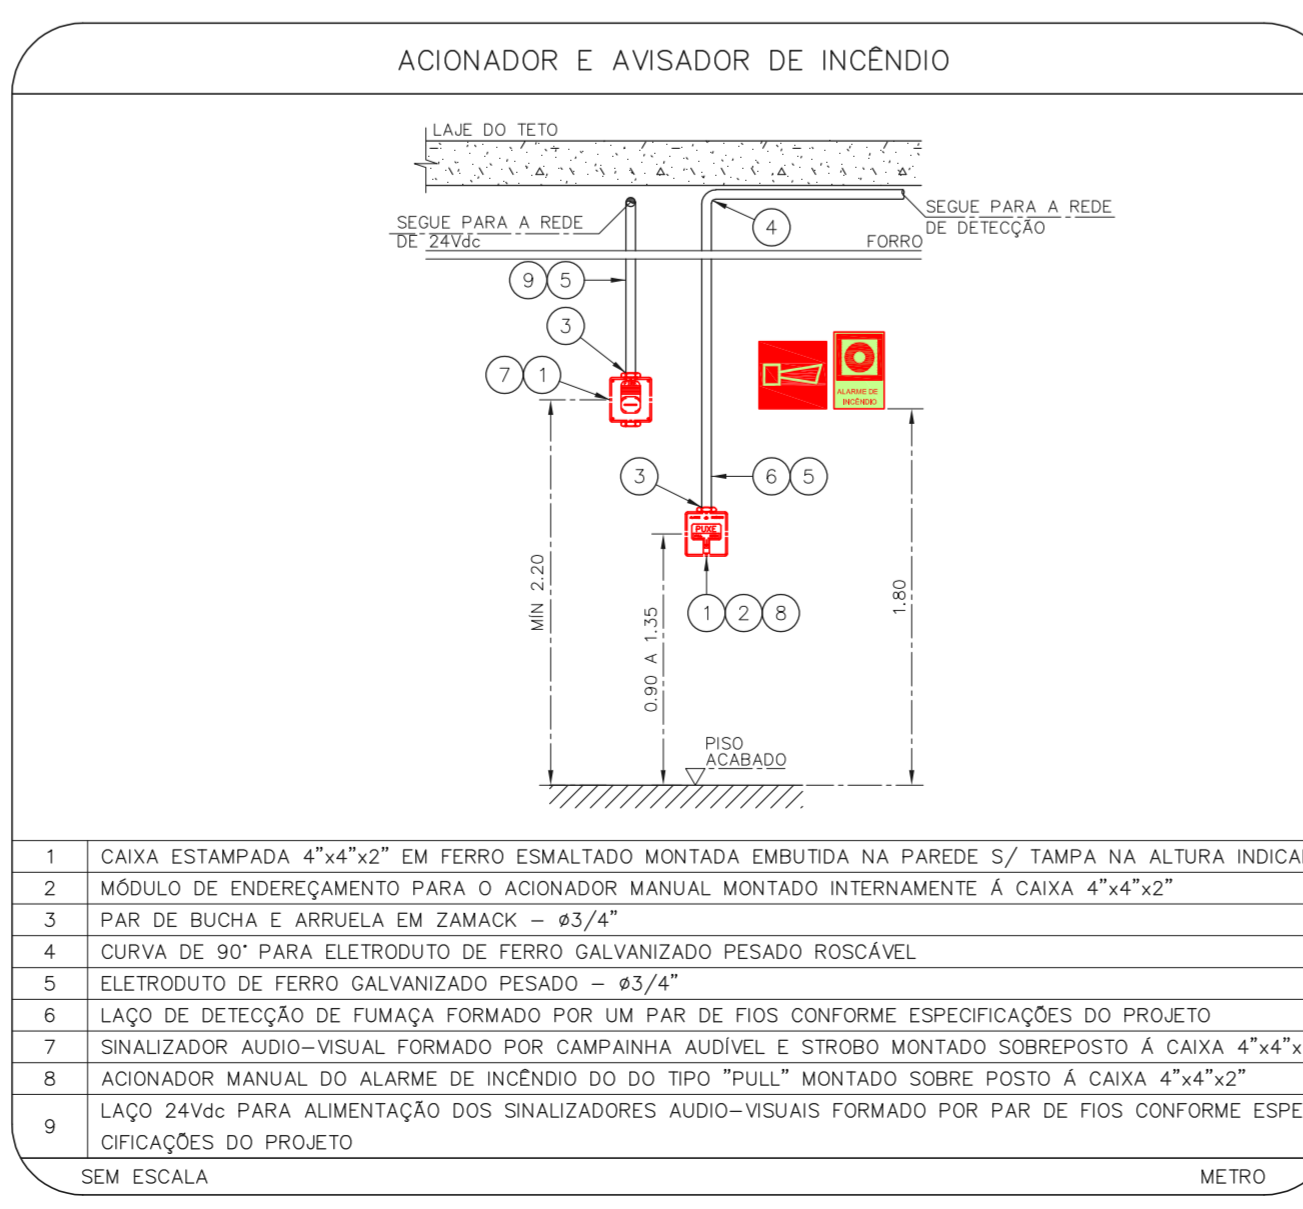 ACIONADOR E AVISADOR DE INCÊNDIO
LAJE DO TETO
SEGUE PARA A REDE
DE 24Vdc
4
SEGUE PARA A REDE
DE DETECÇÃO
FORRO
9 5
3
7 1
ALARME DE
INCÊNDIO
3
6 5
PUXE
MÍN 2.20
0.90 A 1.35
1 2 8
1.80
PISO
ACABADO
1 CAIXA ESTAMPADA 4”x4”x2” EM FERRO ESMALTADO MONTADA EMBUTIDA NA PAREDE S/ TAMPA NA ALTURA
2 MÓDULO DE ENDEREÇAMENTO PARA O ACIONADOR MANUAL MONTADO INTERNAMENTE Á CAIXA 4”x4”x2”
3 PAR DE BUCHA E ARRUELA EM ZAMACK – ø3/4”
4 CURVA DE 90° PARA ELETRODUTO DE FERRO GALVANIZADO PESADO ROSCÁVEL
5 ELETRODUTO DE FERRO GALVANIZADO PESADO – ø3/4”
6 LAÇO DE DETECÇÃO DE FUMAÇA FORMADO POR UM PAR DE FIOS CONFORME ESPECIFICAÇÕES DO PROJETO
7 SINALIZADOR AUDIO–VISUAL FORMADO POR CAMPAINHA AUDÍVEL E STROBO MONTADO SOBREPOSTO Á CAIXA 4”x4”x
8 ACIONADOR MANUAL DO ALARME DE INCÊNDIO DO DO TIPO ”PULL” MONTADO SOBRE POSTO Á CAIXA 4”x4”x2”
9 LAÇO 24Vdc PARA ALIMENTAÇÃO DOS SINALIZADORES AUDIO–VISUAIS FORMADO POR PAR DE FIOS CONFORME ESPE
CIFICAÇÕES DO PROJETO
SEM ESCALA
METRO